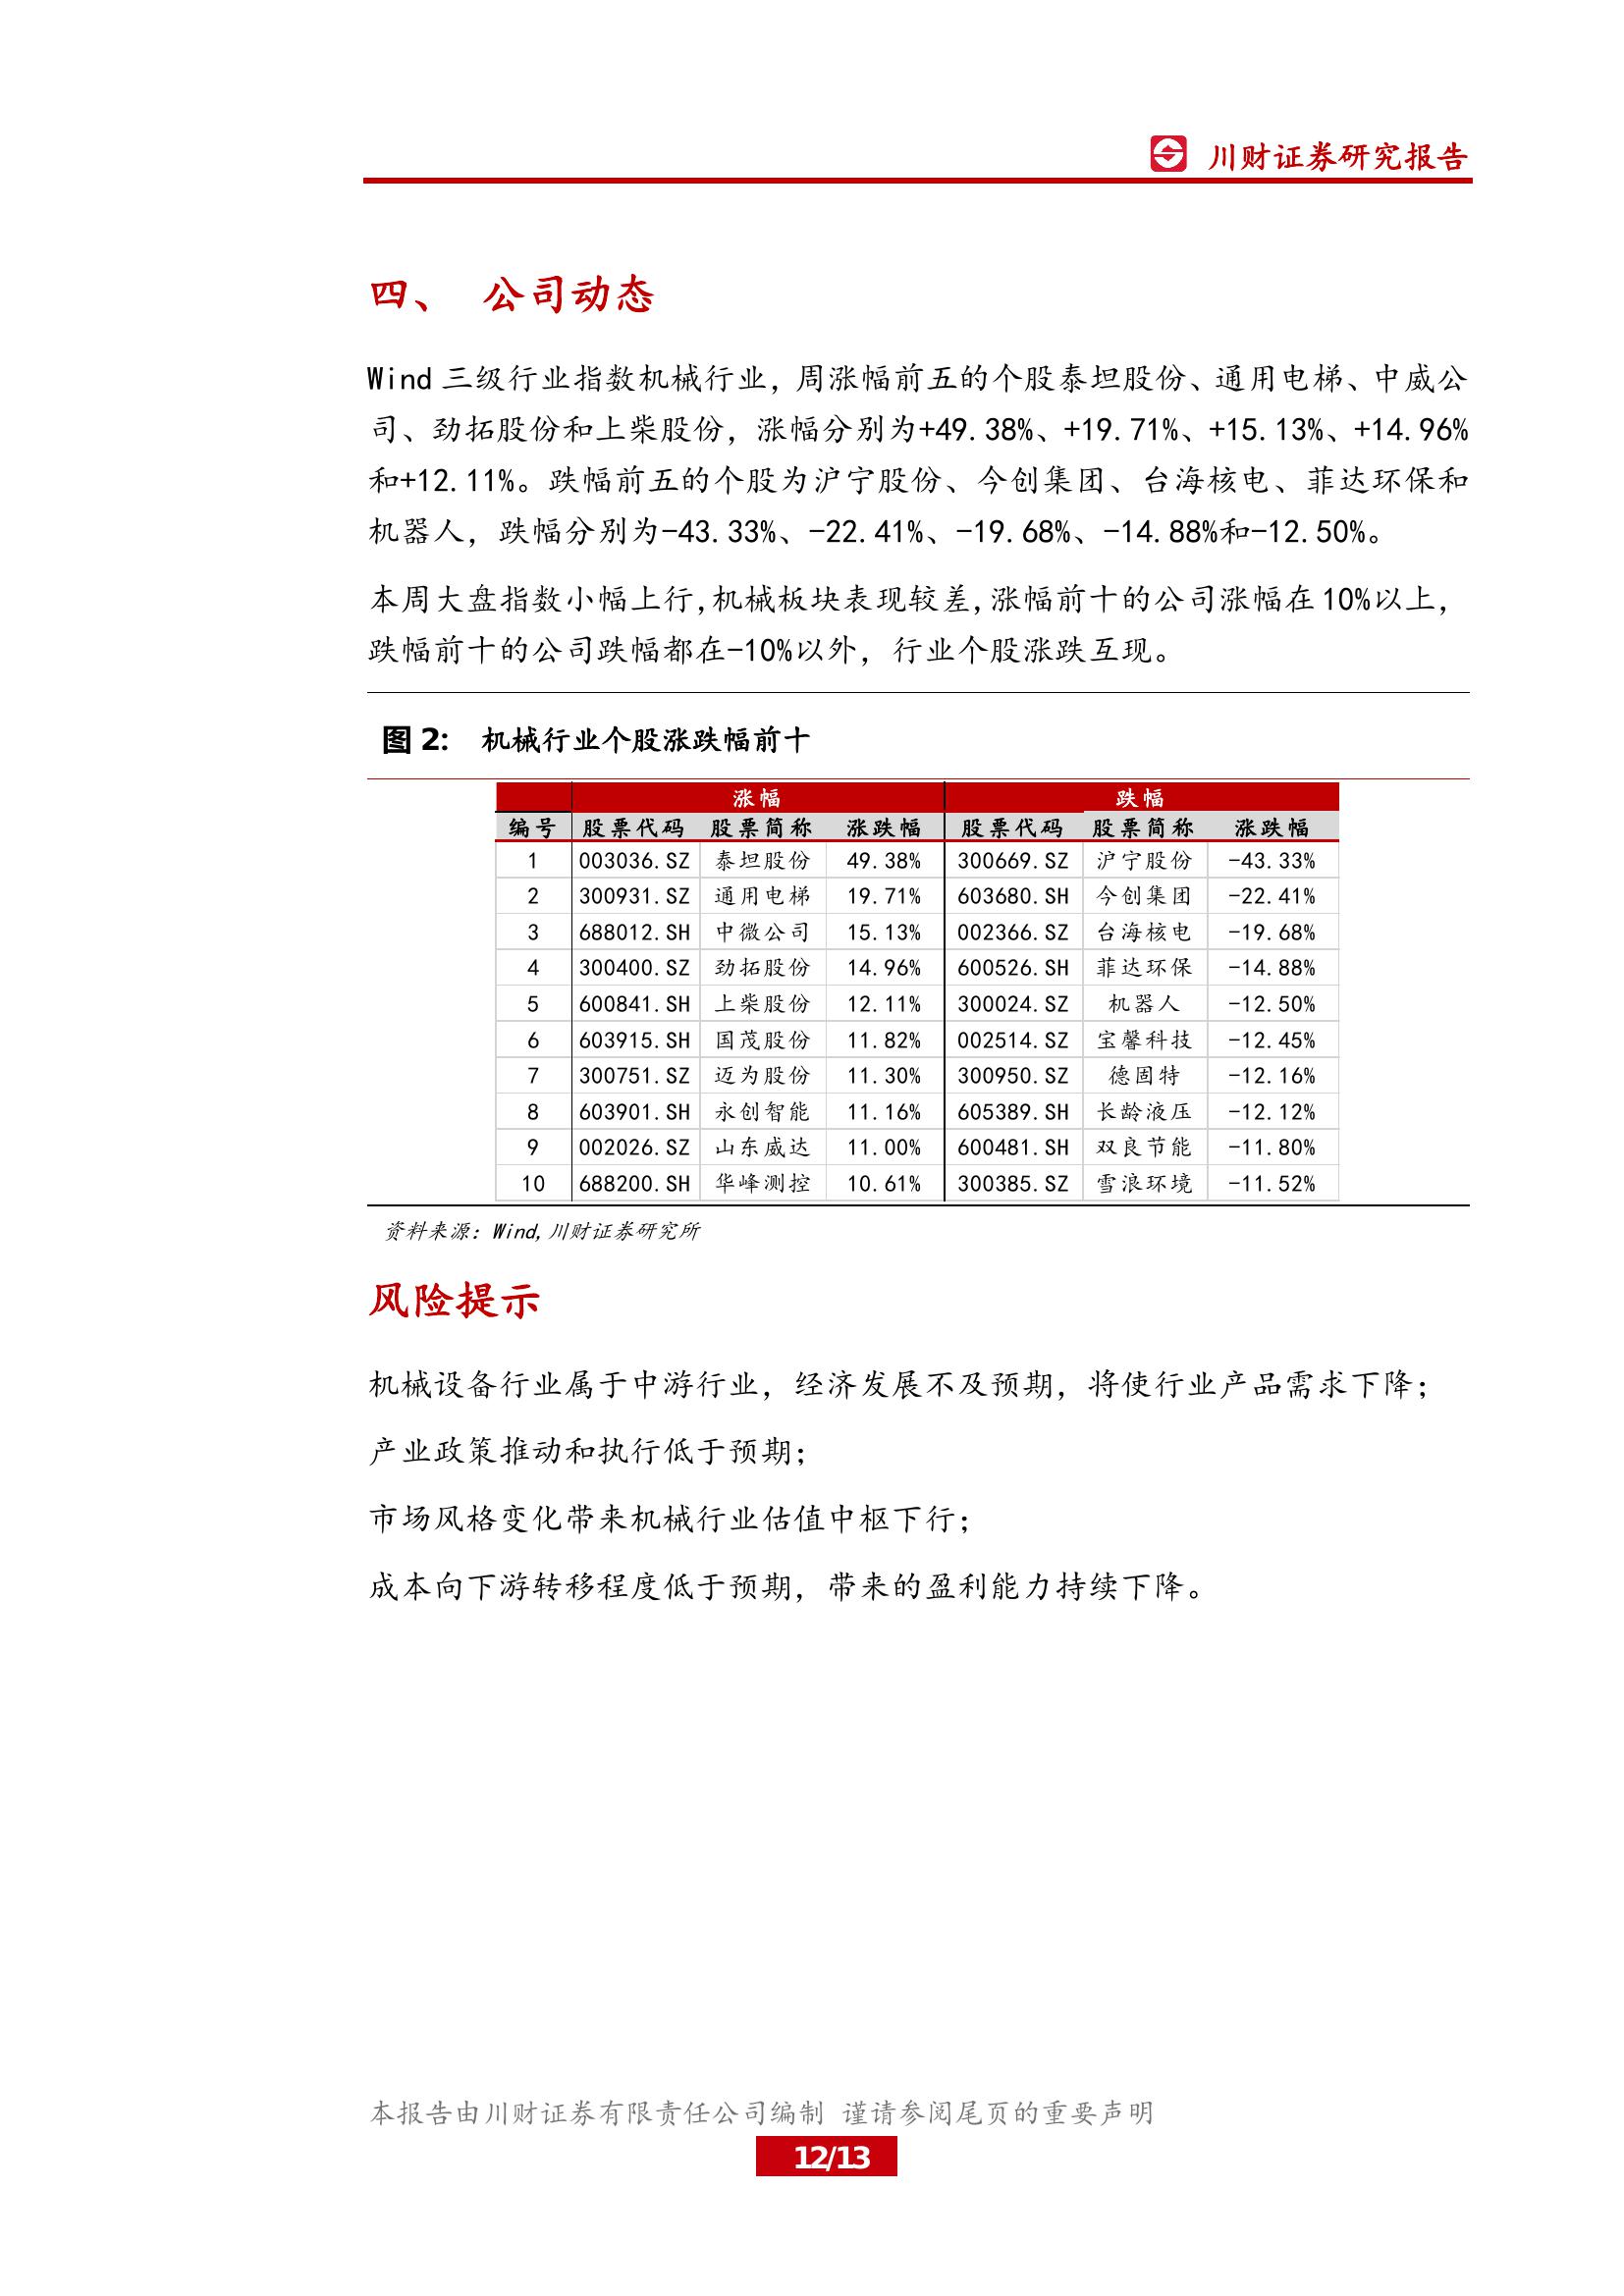 川财证券研究报告
四、 公司动态
Wind 三级行业指数机械行业，周涨幅前五的个股泰坦股份、通用电梯、中威公
司、劲拓股份和上柴股份，涨幅分别为+49.38%、+19.71%、+15.13%、+14.96%
和+12.11%。跌幅前五的个股为沪宁股份、今创集团、台海核电、菲达环保和
机器人，跌幅分别为-43.33%、-22.41%、-19.68%、-14.88%和-12.50%。
本周大盘指数小幅上行,机械板块表现较差,涨幅前十的公司涨幅在 10%以上，
跌幅前十的公司跌幅都在-10%以外，行业个股涨跌互现。
图 2: 机械行业个股涨跌幅前十
涨幅 跌幅
编号 股票代码 股票简称 涨跌幅 股票代码 股票简称 涨跌幅
1 003036.SZ 泰坦股份 49.38% 300669.SZ 沪宁股份 -43.33%
2 300931.SZ 通用电梯 19.71% 603680.SH 今创集团 -22.41%
3 688012.SH 中微公司 15.13% 002366.SZ 台海核电 -19.68%
4 300400.SZ 劲拓股份 14.96% 600526.SH 菲达环保 -14.88%
5 600841.SH 上柴股份 12.11% 300024.SZ 机器人 -12.50%
6 603915.SH 国茂股份 11.82% 002514.SZ 宝馨科技 -12.45%
7 300751.SZ 迈为股份 11.30% 300950.SZ 德固特 -12.16%
8 603901.SH 永创智能 11.16% 605389.SH 长龄液压 -12.12%
9 002026.SZ 山东威达 11.00% 600481.SH 双良节能 -11.80%
10 688200.SH 华峰测控 10.61% 300385.SZ 雪浪环境 -11.52%
资料来源：Wind,川财证券研究所
风险提示
机械设备行业属于中游行业，经济发展不及预期，将使行业产品需求下降；
产业政策推动和执行低于预期；
市场风格变化带来机械行业估值中枢下行；
成本向下游转移程度低于预期，带来的盈利能力持续下降。
本报告由川财证券有限责任公司编制 谨请参阅尾页的重要声明
12/13